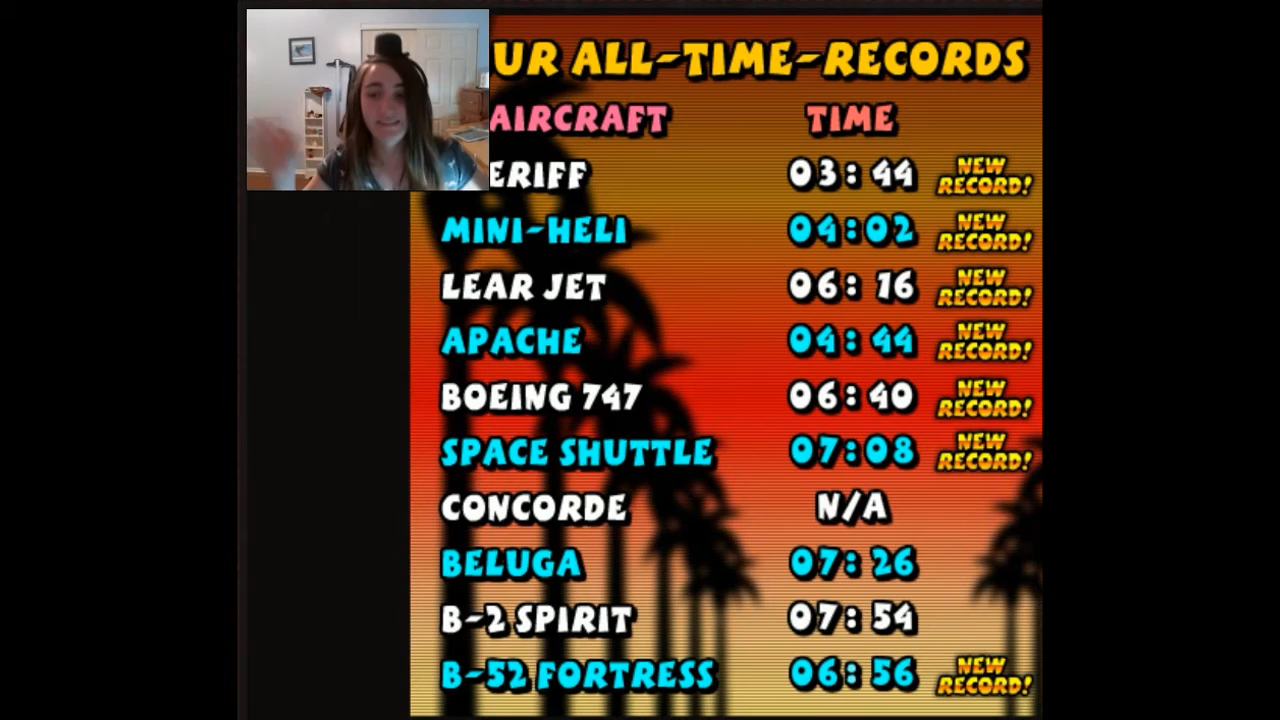 UR ALL-TIME-RECORDS
AIRCRAFT TIME
ERIFF 03:44 NEW RECORD!
MINI-HELI 04:02 NEW RECORD!
LEAR JET 06:16 NEW RECORD!
APACHE 04:44 NEW RECORD!
BOEING 747 06:40 NEW RECORD!
SPACE SHUTTLE 07:08 NEW RECORD!
CONCORDE N/A
BELUGA 07:26
B-2 SPIRIT 07:54
B-52 FORTRESS 06:56 NEW RECORD!